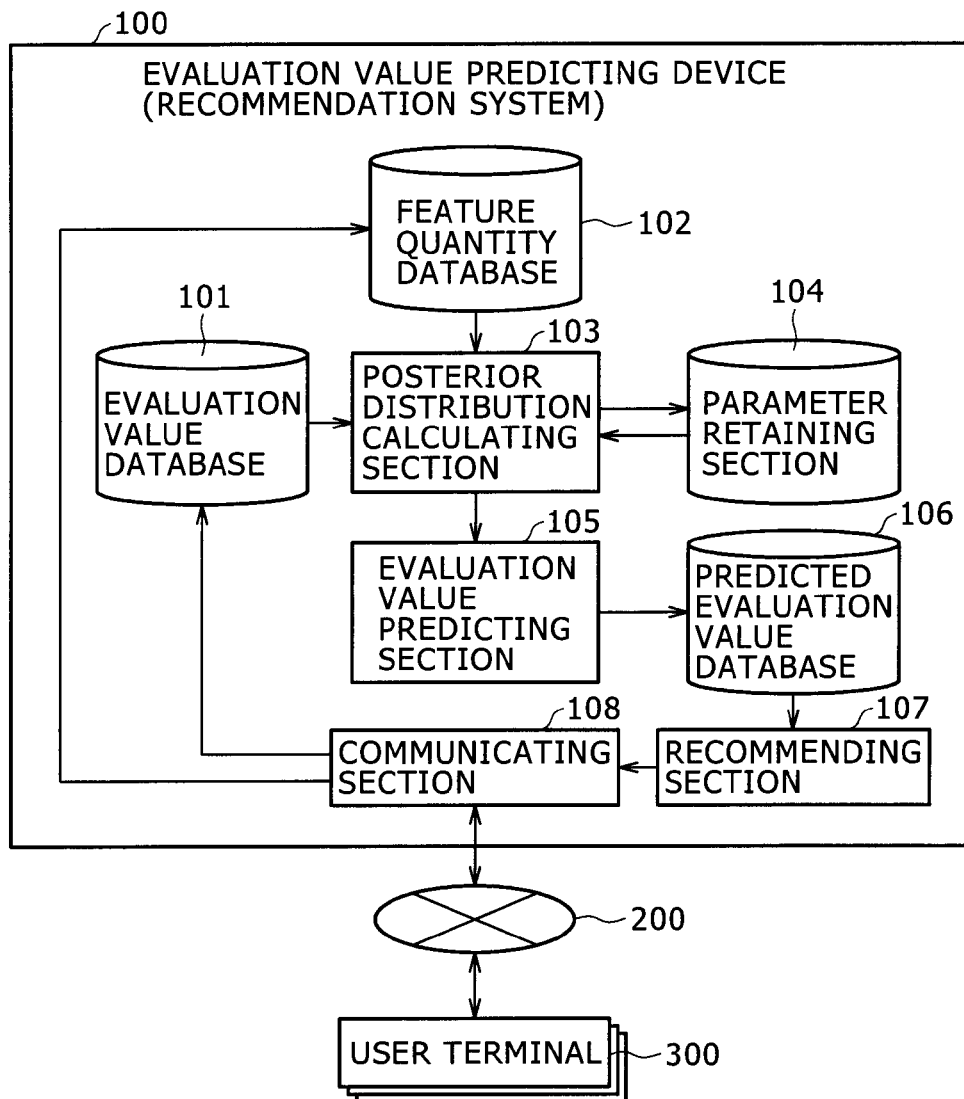 100
EVALUATION VALUE PREDICTING DEVICE
(RECOMMENDATION SYSTEM)
FEATURE
QUANTITY
DATABASE
102
101
EVALUATION
VALUE
DATABASE
103
POSTERIOR
DISTRIBUTION
CALCULATING
SECTION
104
PARAMETER
RETAINING
SECTION
105
EVALUATION
VALUE
PREDICTING
SECTION
106
PREDICTED
EVALUATION
VALUE
DATABASE
108
COMMUNICATING
SECTION
107
RECOMMENDING
SECTION
200
USER TERMINAL
300